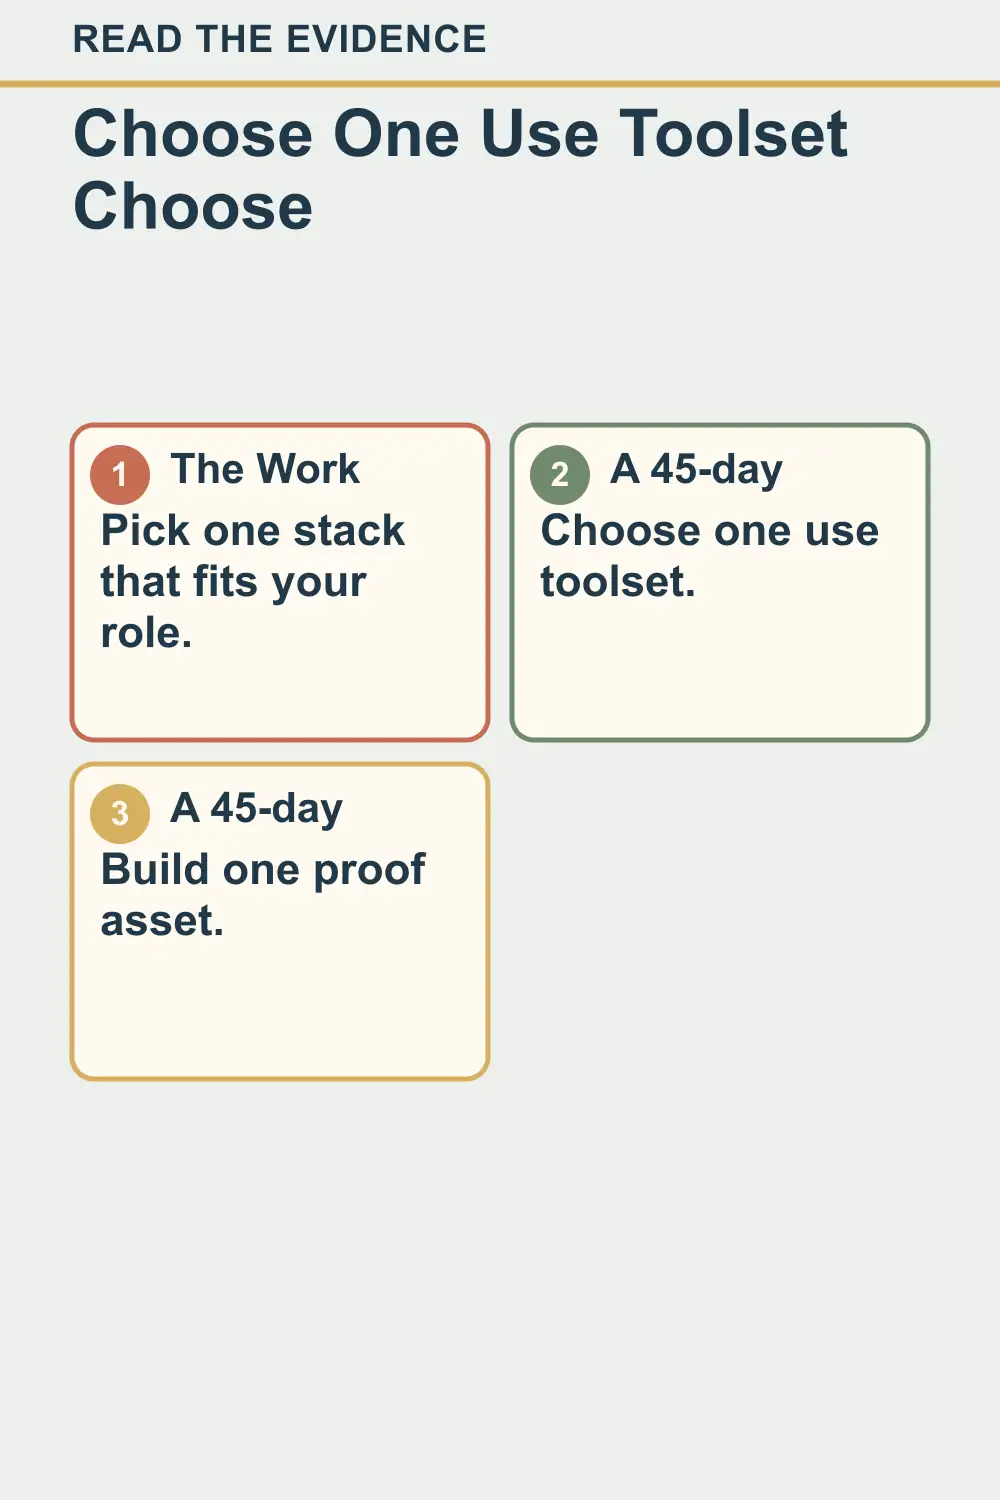 READ THE EVIDENCE
Choose One Use Toolset
Choose
1 The Work
Pick one stack
that fits your
role.
2 A 45-day
Choose one use
toolset.
3 A 45-day
Build one proof
asset.